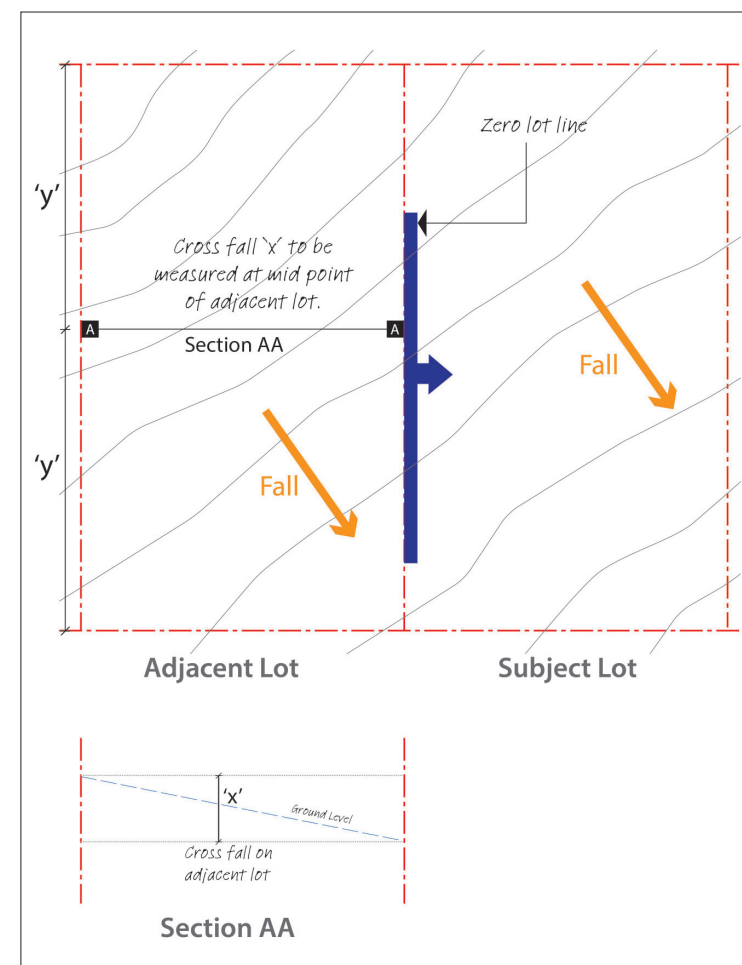 Zero lot line
'y'
Cross fall 'x' to be
measured at mid point
of adjacent lot.
A
A
Section AA
Fall
'y'
Fall
Adjacent Lot
Subject Lot
'x'
Ground Level
Cross fall on
adjacent lot
Section AA